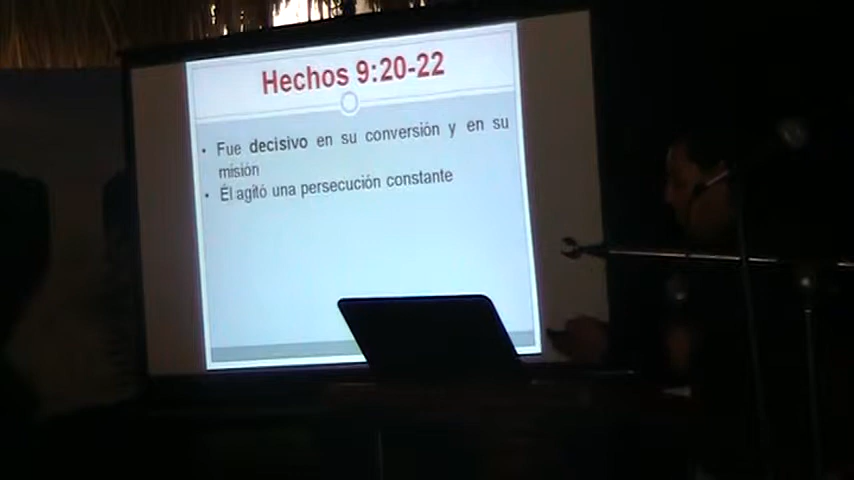 Hechos 9:20-22
• Fue decisivo en su conversión y en su
misión
• Él agitó una persecución constante